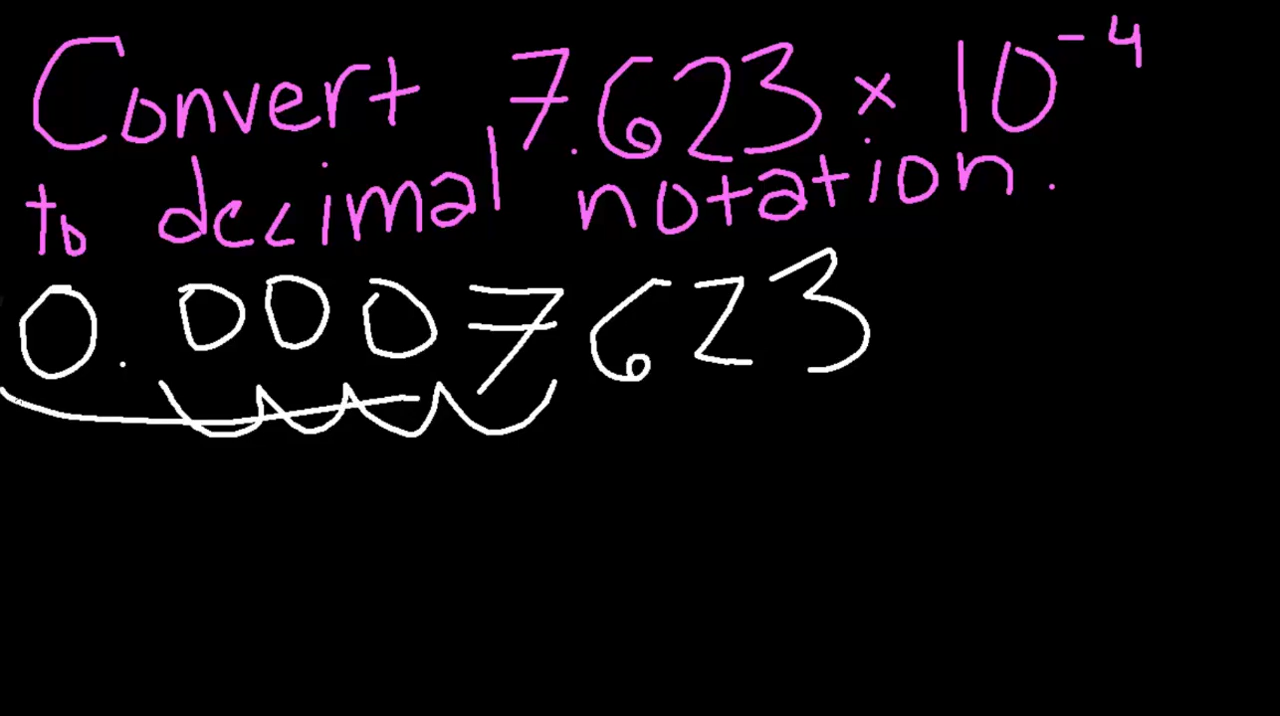 Convert 7.623 × 10⁻⁴
to decimal notation.
0.0007623